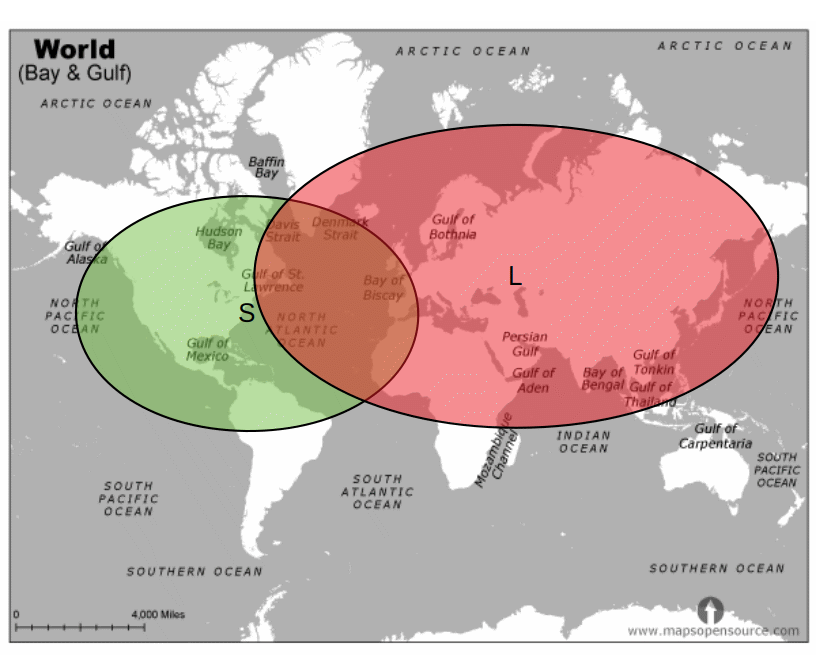 World
(Bay & Gulf)
ARCTIC OCEAN
ARCTIC OCEAN
ARCTIC OCEAN
Baffin
Bay
Hudson
Bay
Davis
Strait
Denmark
Strait
Gulf of
Bothnia
Gulf of
Alaska
Gulf of St.
Lawrence
Bay of
Biscay
L
S
NORTH
PACIFIC
OCEAN
NORTH
ATLANTIC
OCEAN
NORTH
PACIFIC
OCEAN
Gulf of
Mexico
Persian
Gulf
Gulf of
Aden
Bay of
Bengal
Gulf of
Tonkin
Gulf of
Thailand
Mozambique
Channel
INDIAN
OCEAN
Gulf of
Carpentaria
SOUTH
PACIFIC
OCEAN
SOUTH
PACIFIC
OCEAN
SOUTH
ATLANTIC
OCEAN
SOUTHERN OCEAN
SOUTHERN OCEAN
0
4,000 Miles
www.mapsopensource.com